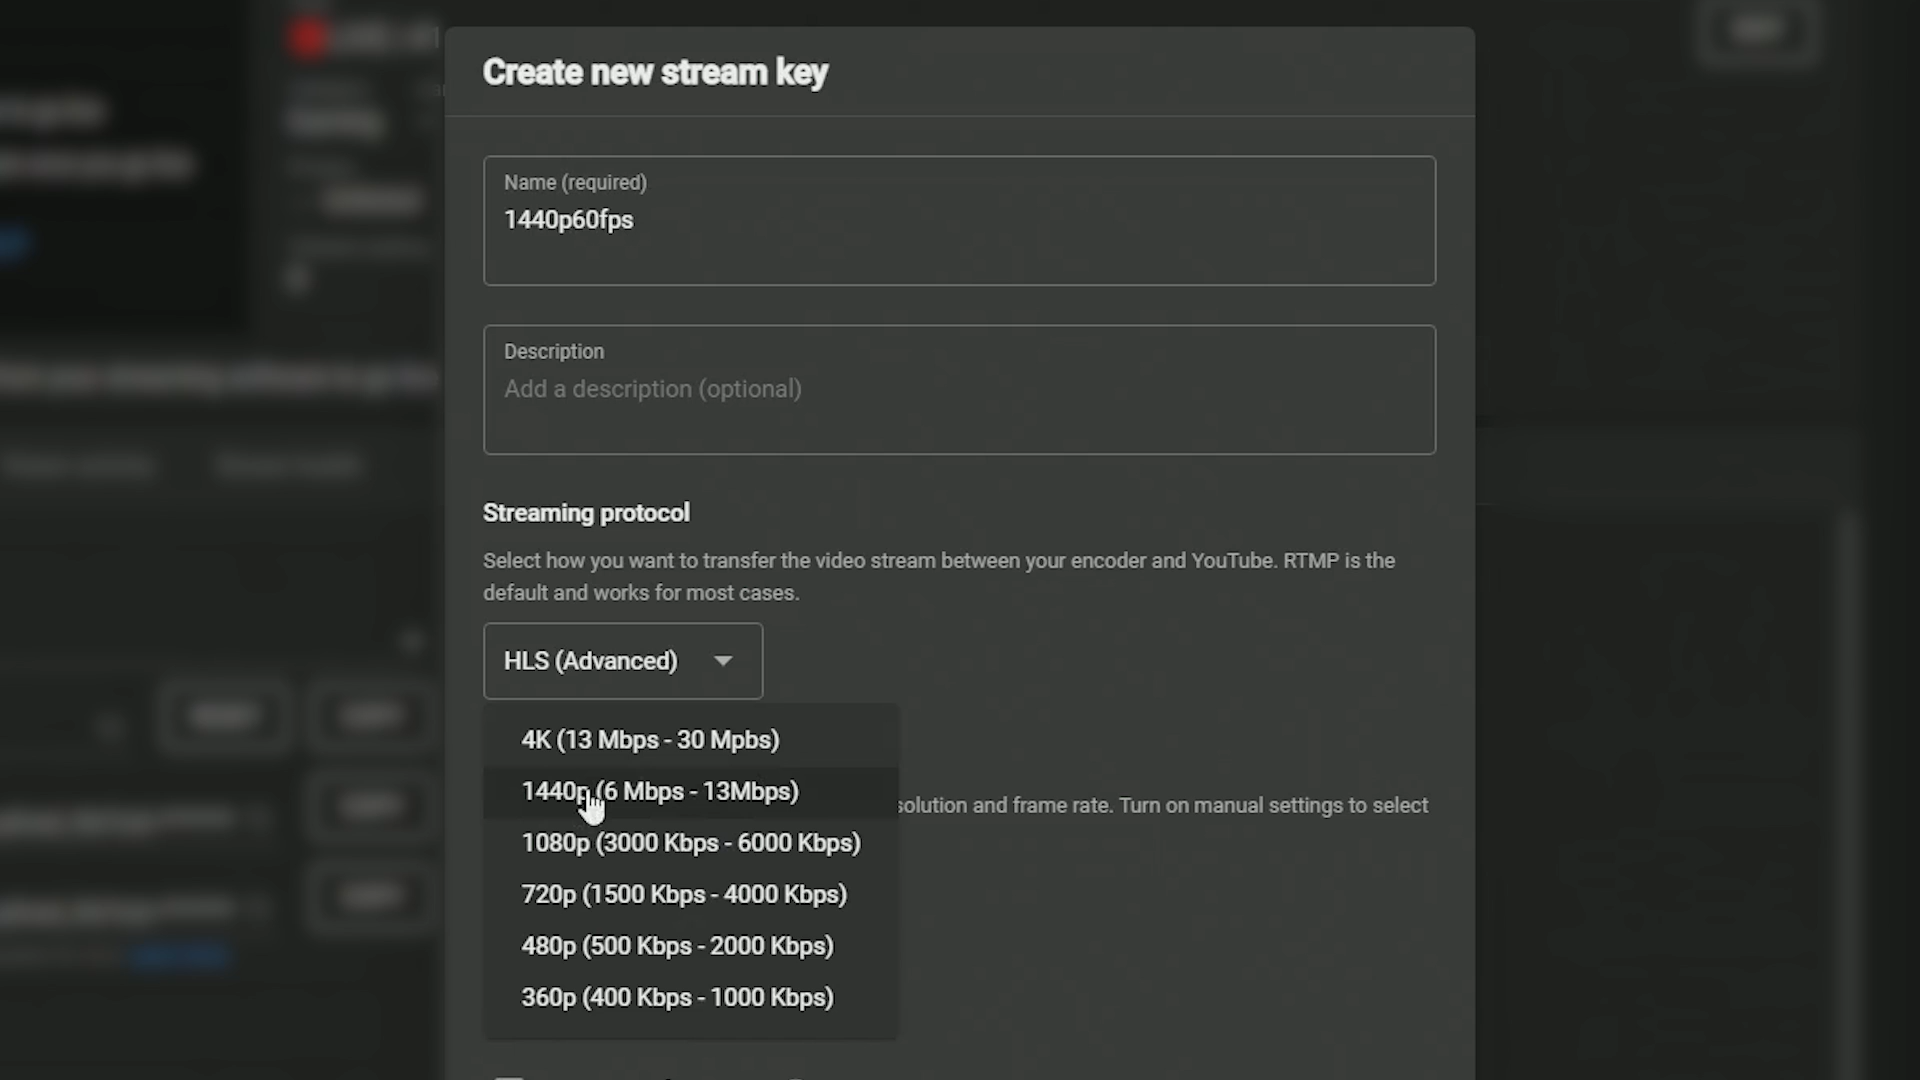 Create new stream key
Name (required)
1440p60fps
Description
Add a description (optional)
Streaming protocol
Select how you want to transfer the video stream between your encoder and YouTube. RTMP is the
default and works for most cases.
HLS (Advanced)
4K (13 Mbps - 30 Mpbs)
1440p (6 Mbps - 13Mbps)
solution and frame rate. Turn on manual settings to select
1080p (3000 Kbps - 6000 Kbps)
720p (1500 Kbps - 4000 Kbps)
480p (500 Kbps - 2000 Kbps)
360p (400 Kbps - 1000 Kbps)